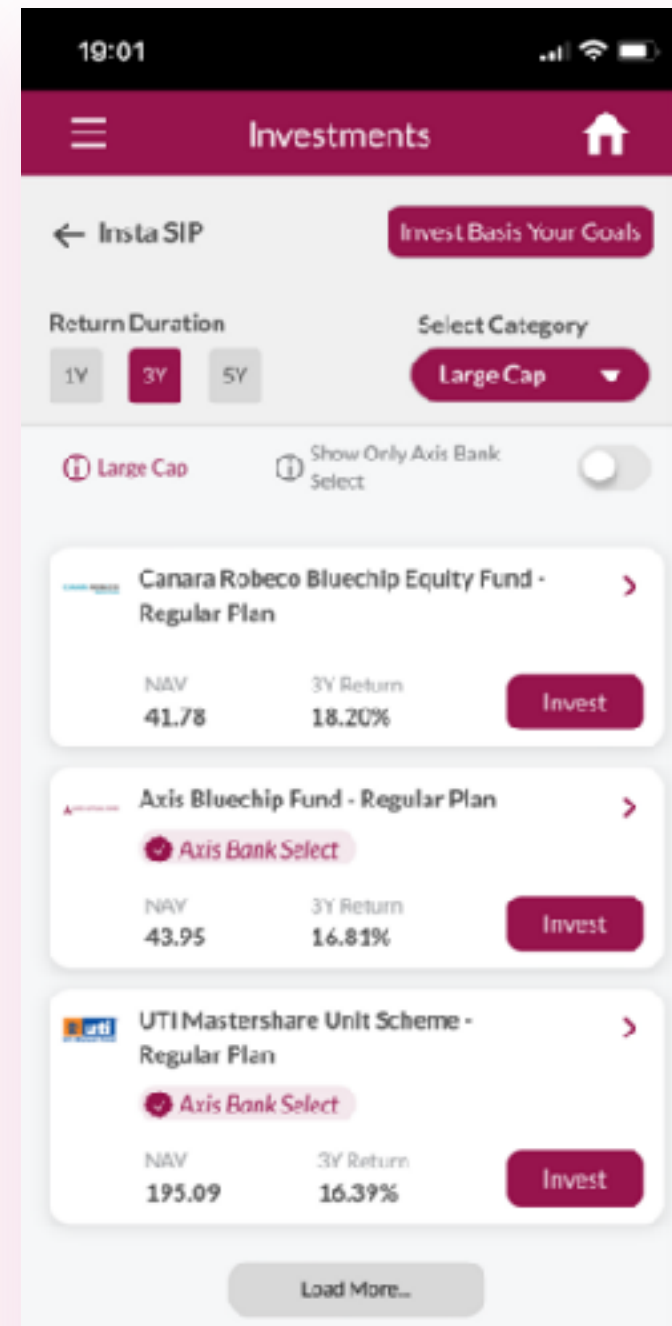 19:01
Investments
Insta SIP
Invest Basis Your Goals
Return Duration
Select Category
1Y
3Y
5Y
Large Cap
Large Cap
Show Only Axis Bank
Select
Canara Robeco Bluechip Equity Fund -
Regular Plan
NAV
3Y Return
41.78
18.20%
Invest
Axis Bluechip Fund - Regular Plan
Axis Bank Select
NAV
3Y Return
43.95
16.81%
Invest
uti
UTI Mastershare Unit Scheme -
Regular Plan
Axis Bank Select
NAV
3Y Return
195.09
16.39%
Invest
Load More...